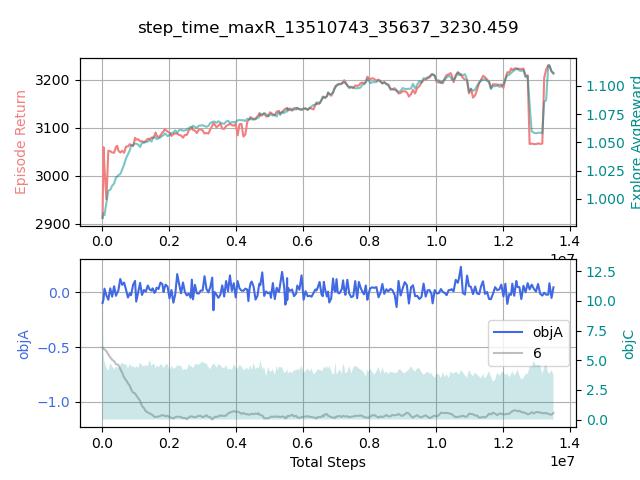 step_time_maxR_13510743_35637_3230.459
3200
3100
3000
2900
Episode Return
1.100
1.075
1.050
1.025
1.000
Explore AvgReward
0.0 0.2 0.4 0.6 0.8 1.0 1.2 1.4
1e7
0.0
−0.5
−1.0
objA
12.5
10.0
7.5
5.0
2.5
0.0
objC
objA
6
0.0 0.2 0.4 0.6 0.8 1.0 1.2 1.4
Total Steps
1e7